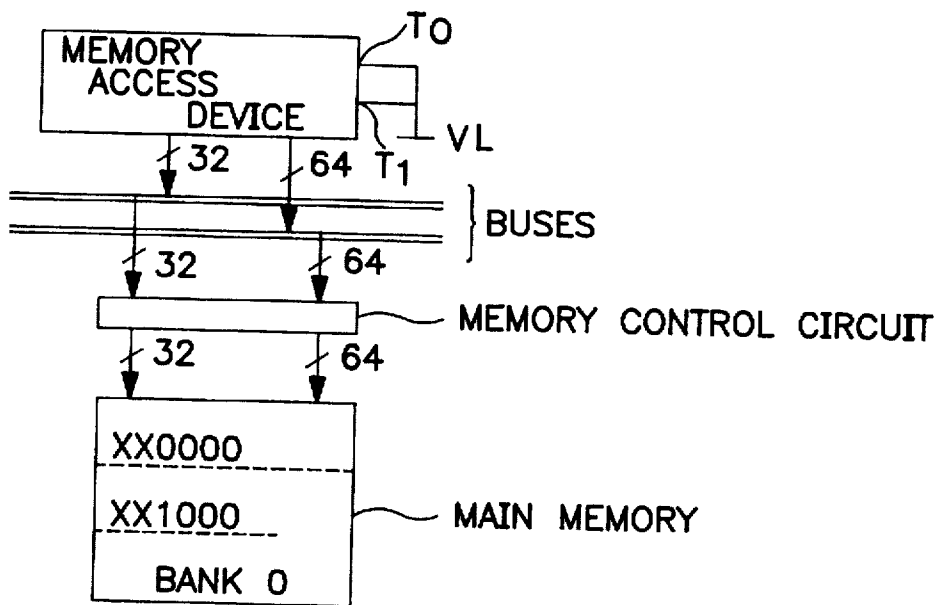 T0
MEMORY
ACCESS
DEVICE
VL
T1
32 64
BUSES
32 64
MEMORY CONTROL CIRCUIT
32 64
XX0000
XX1000
MAIN MEMORY
BANK 0